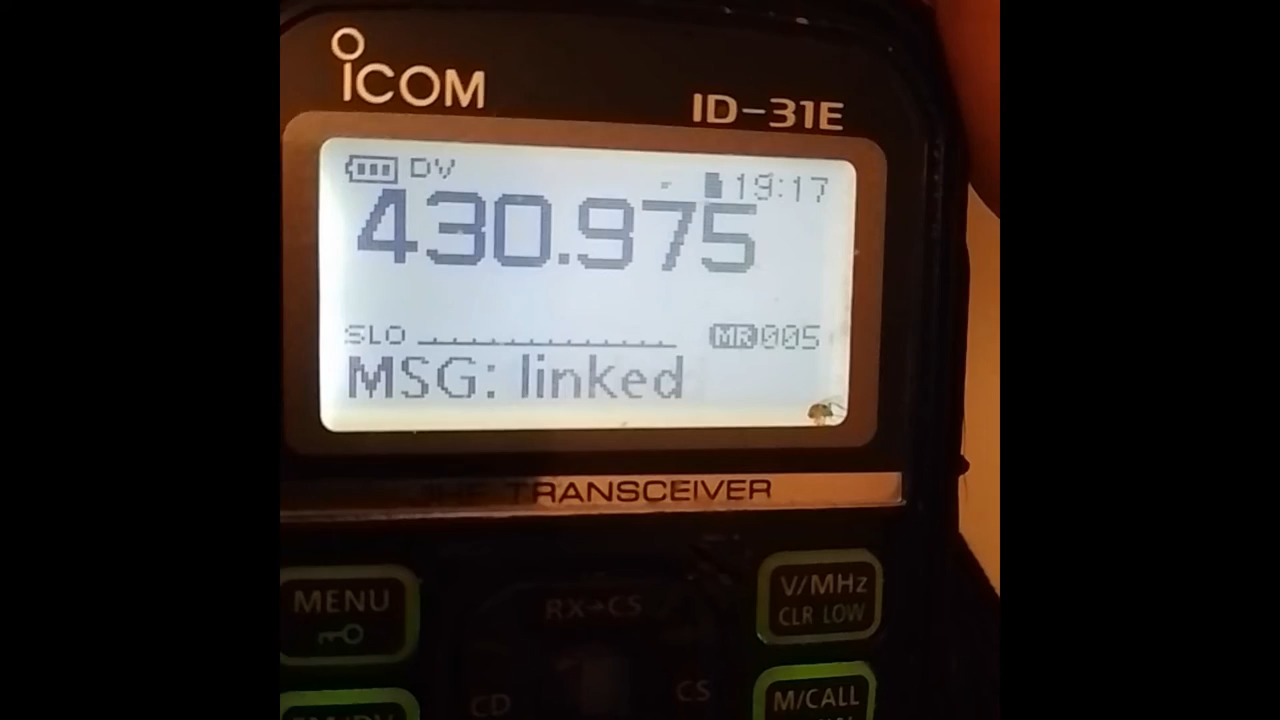 iCOM
ID-31E
DV
19:17
430.975
SLO
MR 005
MSG: linked
UHF TRANSCEIVER
MENU
RX→CS
V/MHz
CLR LOW
CD
CS
M/CALL